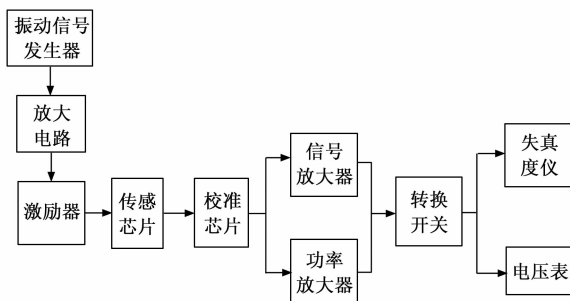 振动信号
发生器
放大
电路
激励器
传感
芯片
校准
芯片
信号
放大器
功率
放大器
转换
开关
失真
度仪
电压表